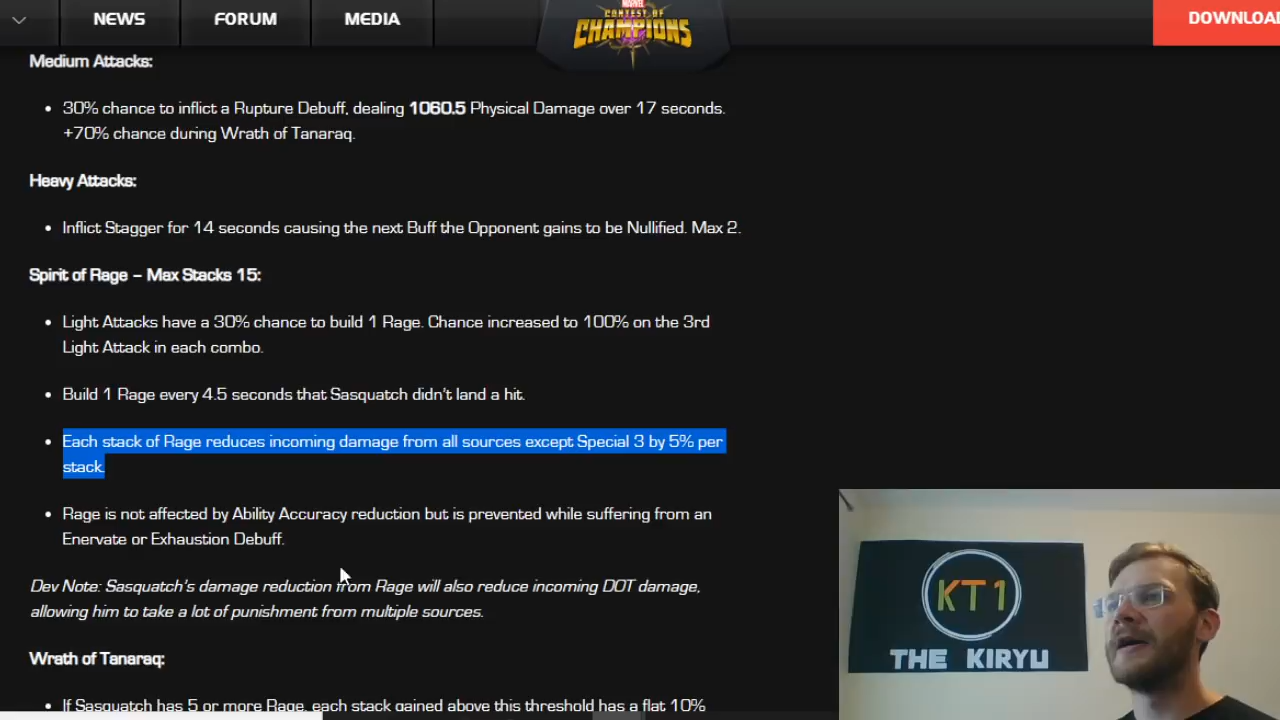 NEWS
FORUM
MEDIA
MARVEL
CONTEST OF
CHAMPIONS
DOWNLOA
Medium Attacks:
• 30% chance to inflict a Rupture Debuff, dealing 1060.5 Physical Damage over 17 seconds.
+70% chance during Wrath of Tanaraq.
Heavy Attacks:
• Inflict Stagger for 14 seconds causing the next Buff the Opponent gains to be Nullified. Max 2.
Spirit of Rage – Max Stacks 15:
• Light Attacks have a 30% chance to build 1 Rage. Chance increased to 100% on the 3rd
Light Attack in each combo.
• Build 1 Rage every 4.5 seconds that Sasquatch didn't land a hit.
• Each stack of Rage reduces incoming damage from all sources except Special 3 by 5% per
stack.
• Rage is not affected by Ability Accuracy reduction but is prevented while suffering from an
Enervate or Exhaustion Debuff.
Dev Note: Sasquatch's damage reduction from Rage will also reduce incoming DOT damage,
allowing him to take a lot of punishment from multiple sources.
Wrath of Tanaraq:
• If Sasquatch has 5 or more Rage, each stack gained above this threshold has a flat 10%
KT1
THE KIRYU